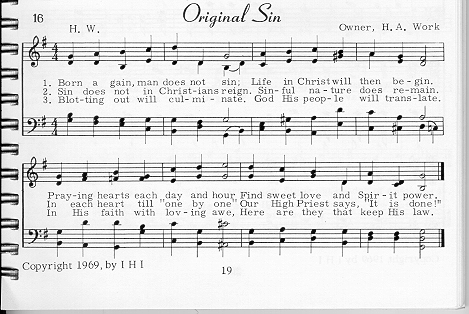 16
Original Sin
H. W.
Owner, H. A. Work
1. Born a gain, man does not sin; Life in Christ will then be - gin.
2. Sin does not in Christ-ians reign. Sin-ful na - ture does re-main.
3. Blot-ting out will cul - mi - nate. God His peop-le will trans-late.
Pray-ing hearts each day and hour Find sweet love and Spir - it power.
In each heart till "one by one" Our High Priest says, "It is done!"
In His faith with lov - ing awe, Here are they that keep His law.
Copyright 1969, by I H I
19